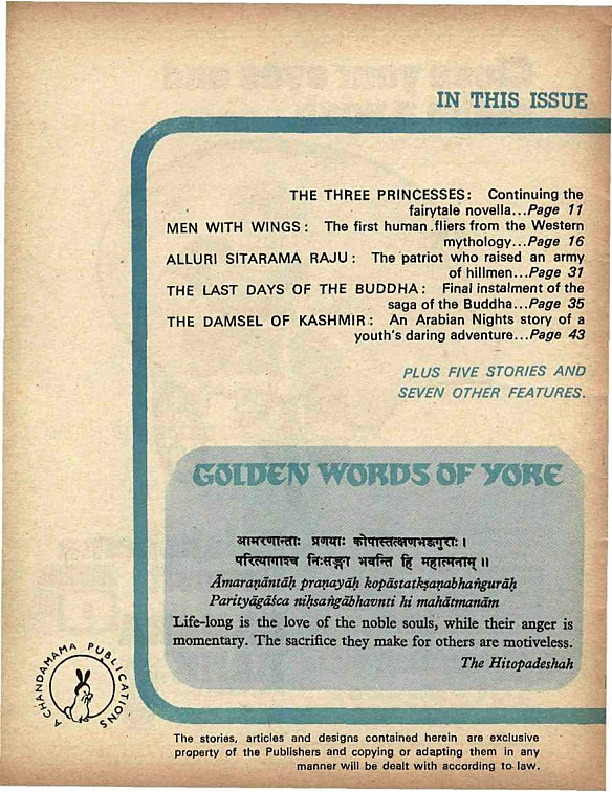 IN THIS ISSUE
THE THREE PRINCESSES: Continuing the
fairytale novella...Page 11
MEN WITH WINGS: The first human fliers from the Western
mythology...Page 16
ALLURI SITARAMA RAJU: The patriot who raised an army
of hillmen...Page 31
THE LAST DAYS OF THE BUDDHA: Final instalment of the
saga of the Buddha...Page 35
THE DAMSEL OF KASHMIR: An Arabian Nights story of a
youth's daring adventure...Page 43
PLUS FIVE STORIES AND
SEVEN OTHER FEATURES.
GOLDEN WORDS OF YORE
आमरणान्ताः प्रणयाः कोपास्तत्क्षणभङगुराः।
परित्यागाश्च निःसङ्गा भवन्ति हि महात्मनाम्॥
Āmaraṇāntāḥ praṇayāḥ kopāstatkṣaṇabhaṅgurāḥ
Parityāgāśca niḥsaṅgābhavnti hi mahātmanām
Life-long is the love of the noble souls, while their anger is
momentary. The sacrifice they make for others are motiveless.
The Hitopadeshah
A CHANDAMAMA PUBLICATIONS
The stories, articles and designs contained herein are exclusive
property of the Publishers and copying or adapting them in any
manner will be dealt with according to law.